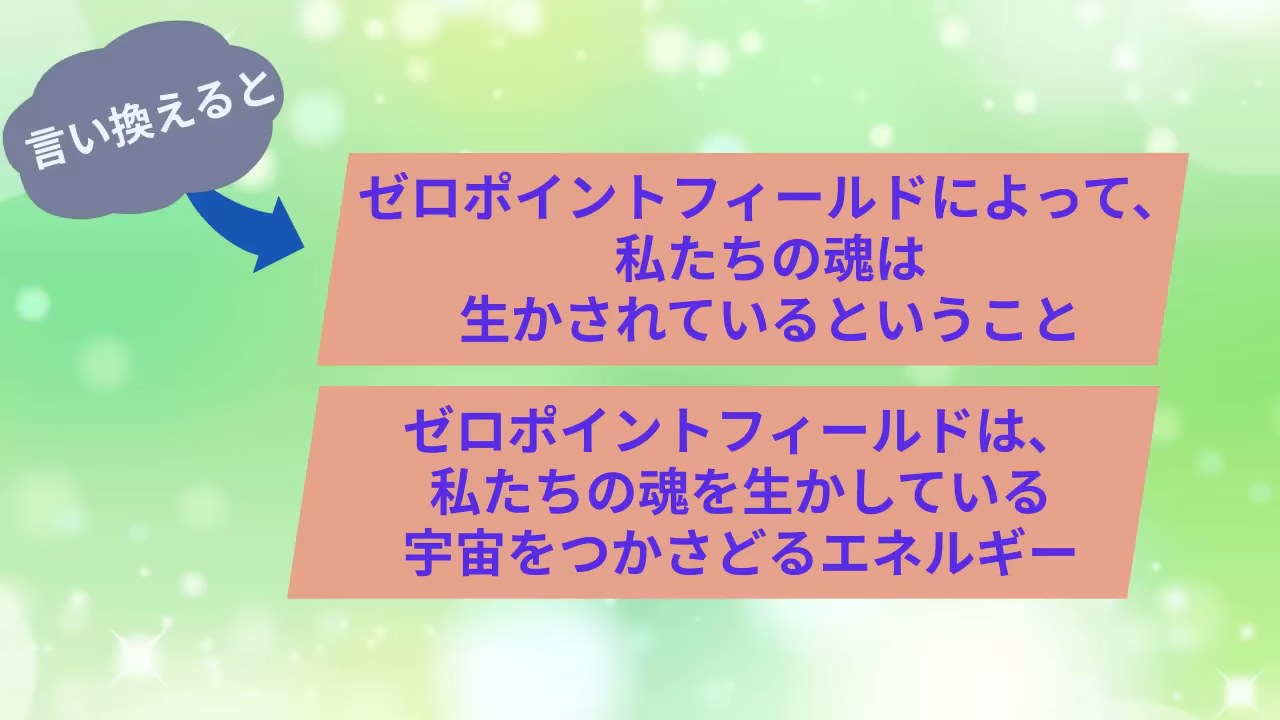 言い換えると
ゼロポイントフィールドによって、
私たちの魂は
生かされているということ
ゼロポイントフィールドは、
私たちの魂を生かしている
宇宙をつかさどるエネルギー